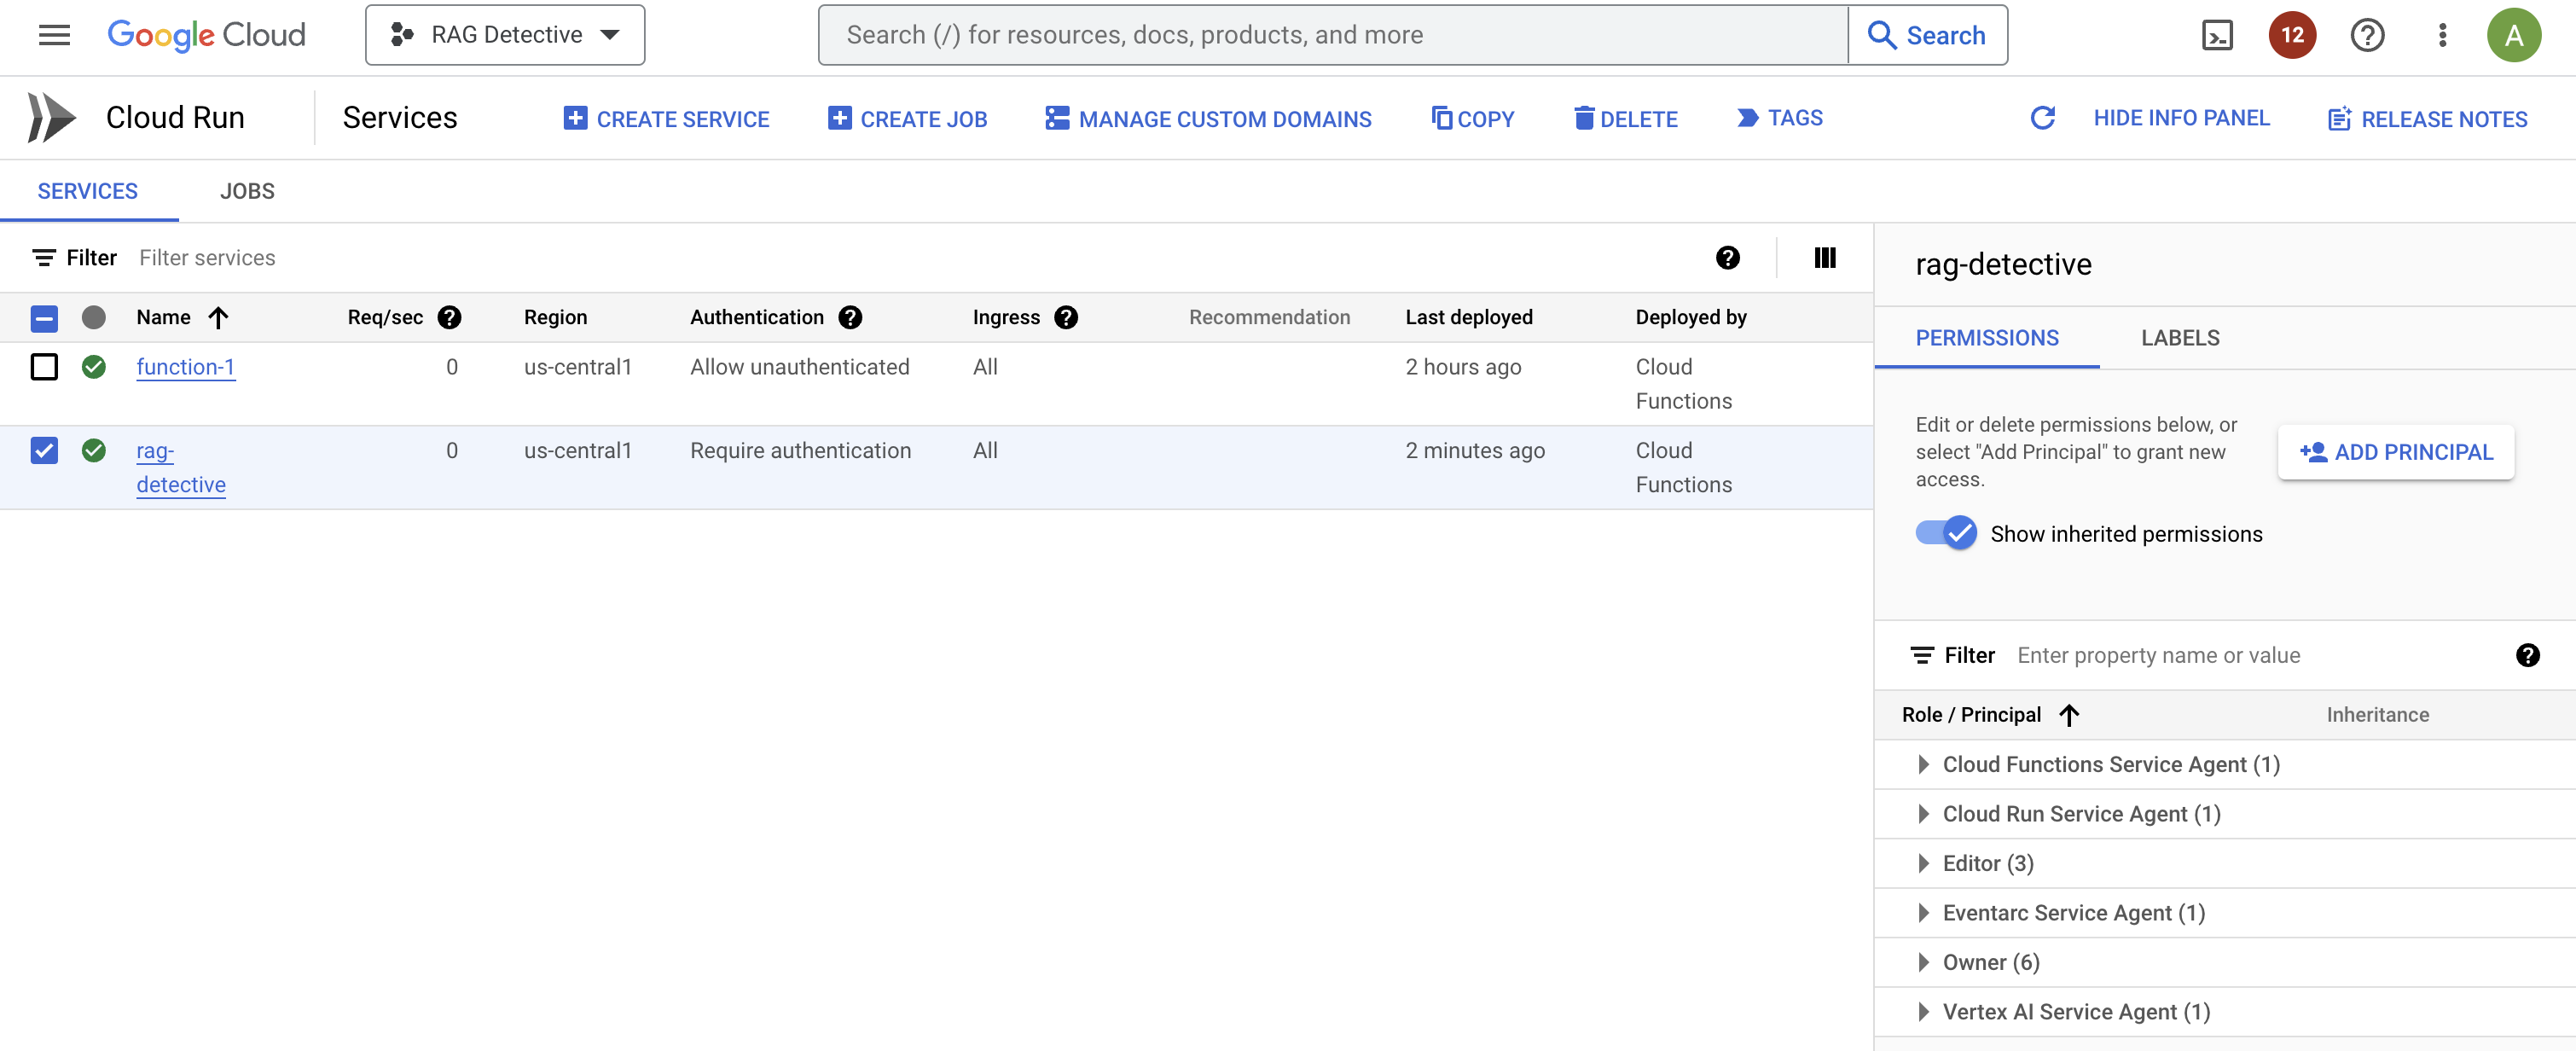 Google Cloud
RAG Detective
Search (/) for resources, docs, products, and more
Search
12
A
Cloud Run
Services
CREATE SERVICE
CREATE JOB
MANAGE CUSTOM DOMAINS
COPY
DELETE
TAGS
HIDE INFO PANEL
RELEASE NOTES
SERVICES
JOBS
Filter Filter services
Name Req/sec Region Authentication Ingress Recommendation Last deployed Deployed by
function-1 0 us-central1 Allow unauthenticated All 2 hours ago Cloud
Functions
rag- 0 us-central1 Require authentication All 2 minutes ago Cloud
detective Functions
rag-detective
PERMISSIONS
LABELS
Edit or delete permissions below, or
select "Add Principal" to grant new
access.
ADD PRINCIPAL
Show inherited permissions
Filter Enter property name or value
Role / Principal Inheritance
Cloud Functions Service Agent (1)
Cloud Run Service Agent (1)
Editor (3)
Eventarc Service Agent (1)
Owner (6)
Vertex AI Service Agent (1)